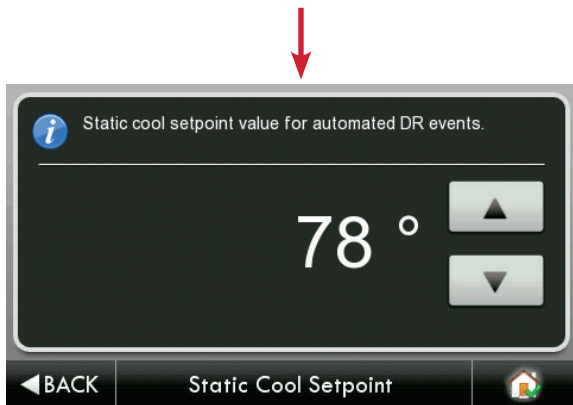 Static cool setpoint value for automated DR events.
78 °
BACK Static Cool Setpoint